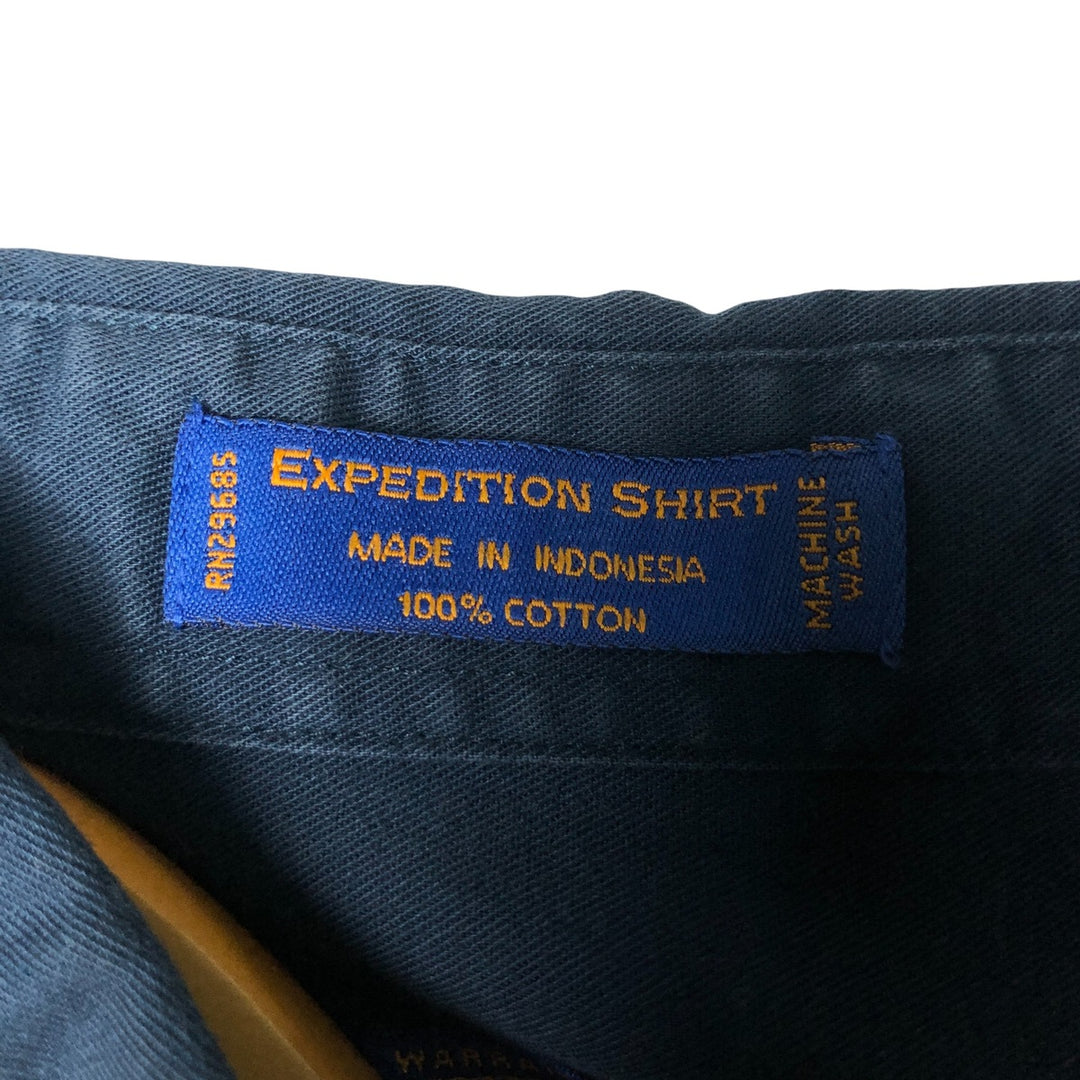 EXPEDITION SHIRT
MADE IN INDONESIA
100% COTTON
RN29685
MACHINE
WASH